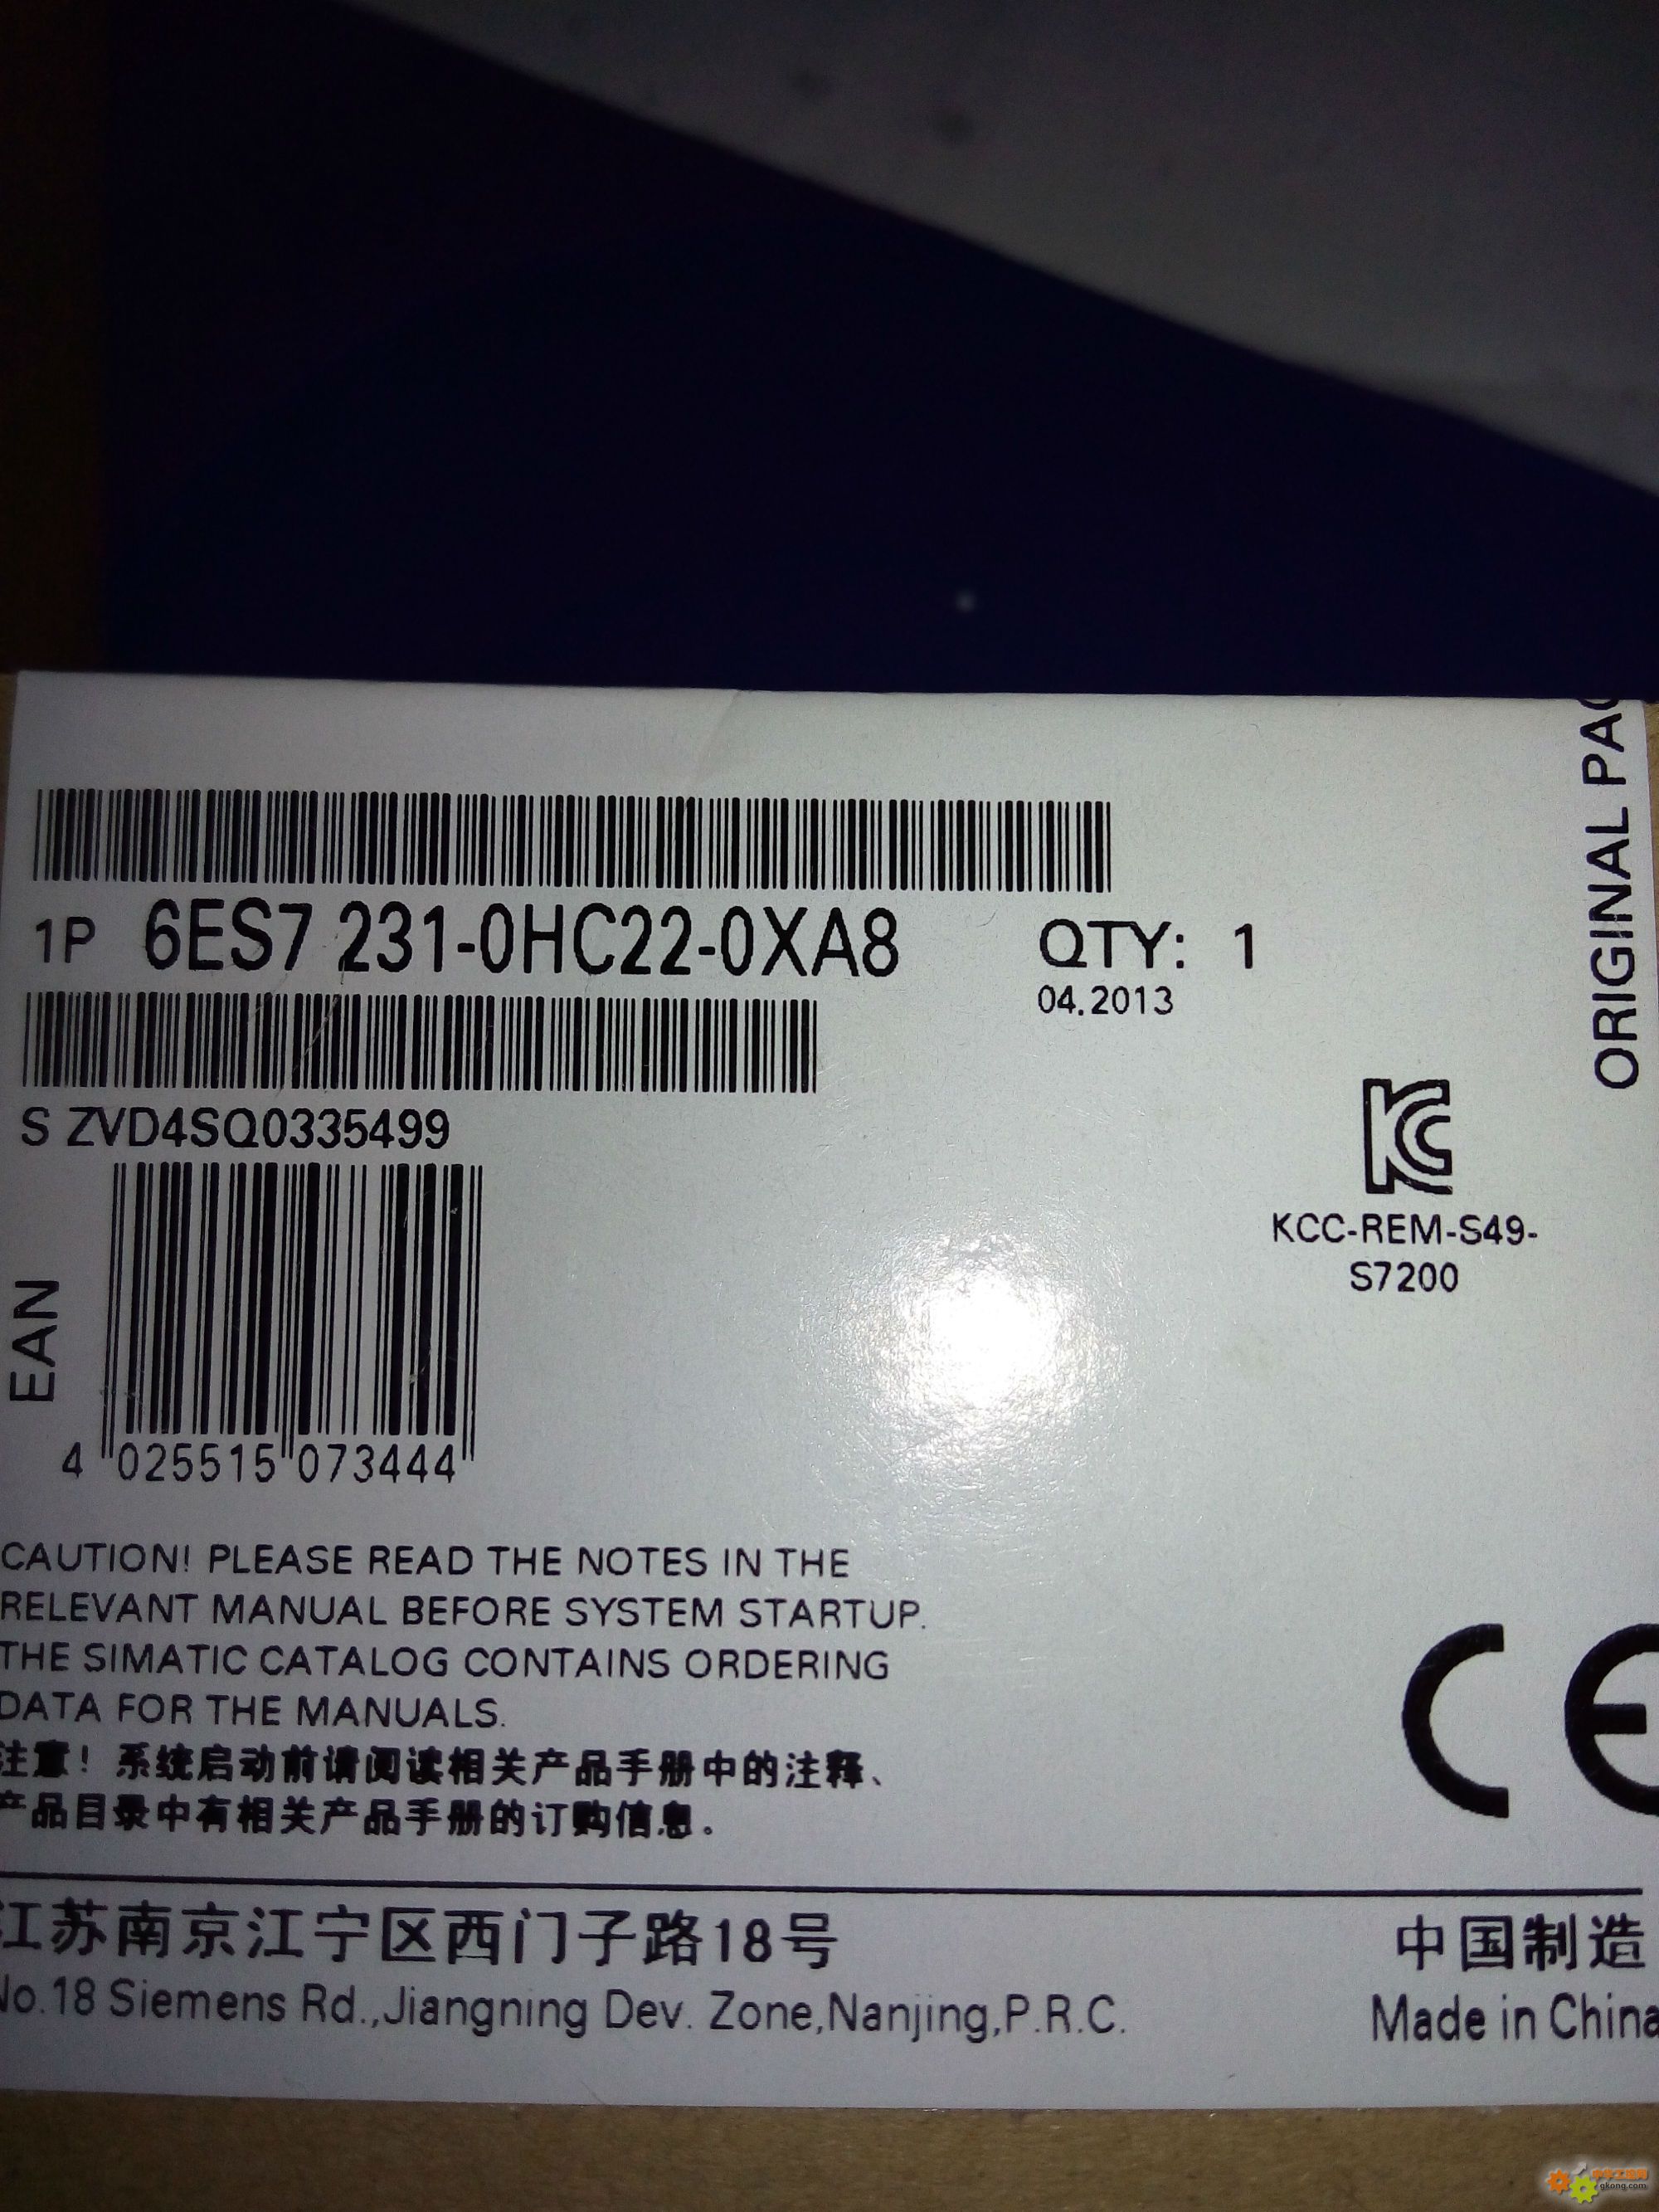 1P 6ES7 231-0HC22-0XA8
QTY: 1
04.2013
S ZVD4SQ0335499
ORIGINAL
KCC-REM-S49-
S7200
EAN
4 025515 073444
CAUTION! PLEASE READ THE NOTES IN THE
RELEVANT MANUAL BEFORE SYSTEM STARTUP.
THE SIMATIC CATALOG CONTAINS ORDERING
DATA FOR THE MANUALS.
注意！系统启动前请阅读相关产品手册中的注释、
产品目录中有相关产品手册的订购信息。
CE
江苏南京江宁区西门子路18号
No.18 Siemens Rd.,Jiangning Dev. Zone,Nanjing,P.R.C.
中国制造
Made in China
gkong.com